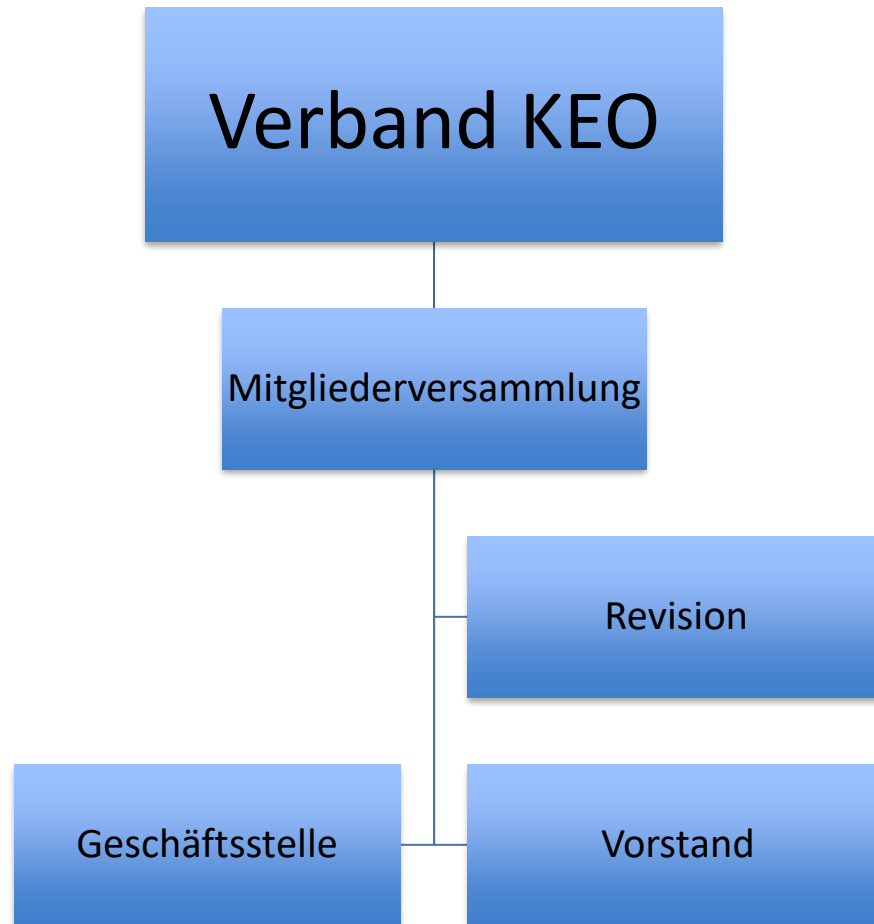 Verband KEO
Mitgliederversammlung
Revision
Geschäftsstelle
Vorstand